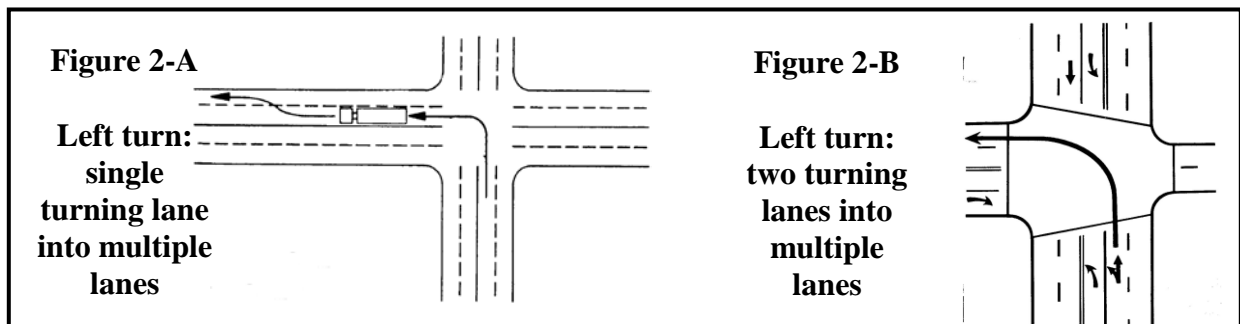 Figure 2-A
Left turn:
single
turning lane
into multiple
lanes
Figure 2-B
Left turn:
two turning
lanes into
multiple
lanes